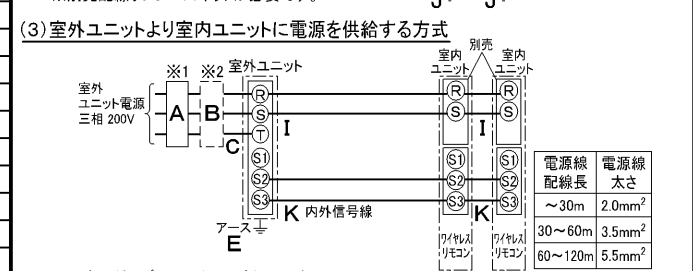 (3)室外ユニットより室内ユニットに電源を供給する方式
※1 ※2 室外ユニット
室内
ユニット
別売
室内
ユニット
室外
ユニット電源
三相 200V
A B C
R S T S1 S2 S3
I
R S S1 S2 S3
I
R S S1 S2 S3
K 内外信号線
K
アース
E
ワイヤレス
リモコン
ワイヤレス
リモコン
電源線
配線長
電源線
太さ
～30m 2.0mm²
30～60m 3.5mm²
60～120m 5.5mm²